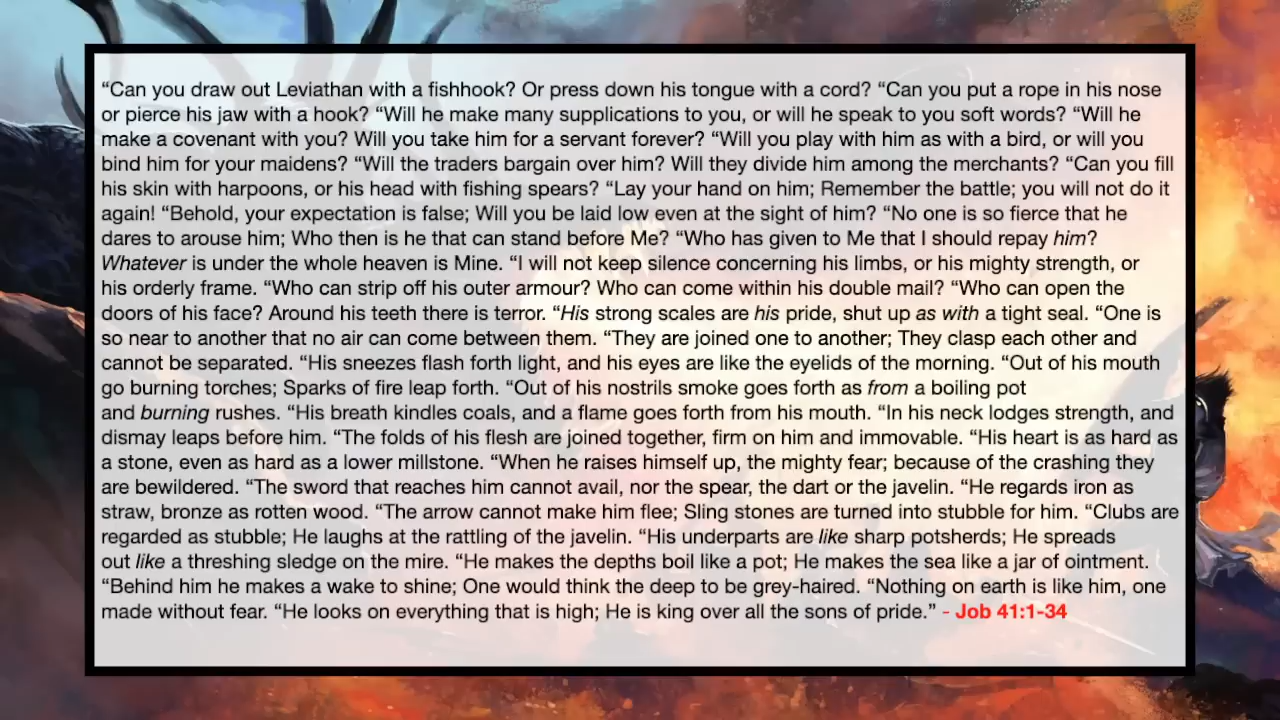 “Can you draw out Leviathan with a fishhook? Or press down his tongue with a cord? “Can you put a rope in his nose
or pierce his jaw with a hook? “Will he make many supplications to you, or will he speak to you soft words? “Will he
make a covenant with you? Will you take him for a servant forever? “Will you play with him as with a bird, or will you
bind him for your maidens? “Will the traders bargain over him? Will they divide him among the merchants? “Can you fill
his skin with harpoons, or his head with fishing spears? “Lay your hand on him; Remember the battle; you will not do it
again! “Behold, your expectation is false; Will you be laid low even at the sight of him? “No one is so fierce that he
dares to arouse him; Who then is he that can stand before Me? “Who has given to Me that I should repay him?
Whatever is under the whole heaven is Mine. “I will not keep silence concerning his limbs, or his mighty strength, or
his orderly frame. “Who can strip off his outer armour? Who can come within his double mail? “Who can open the
doors of his face? Around his teeth there is terror. “His strong scales are his pride, shut up as with a tight seal. “One is
so near to another that no air can come between them. “They are joined one to another; They clasp each other and
cannot be separated. “His sneezes flash forth light, and his eyes are like the eyelids of the morning. “Out of his mouth
go burning torches; Sparks of fire leap forth. “Out of his nostrils smoke goes forth as from a boiling pot
and burning rushes. “His breath kindles coals, and a flame goes forth from his mouth. “In his neck lodges strength, and
dismay leaps before him. “The folds of his flesh are joined together, firm on him and immovable. “His heart is as hard as
a stone, even as hard as a lower millstone. “When he raises himself up, the mighty fear; because of the crashing they
are bewildered. “The sword that reaches him cannot avail, nor the spear, the dart or the javelin. “He regards iron as
straw, bronze as rotten wood. “The arrow cannot make him flee; Sling stones are turned into stubble for him. “Clubs are
regarded as stubble; He laughs at the rattling of the javelin. “His underparts are like sharp potsherds; He spreads
out like a threshing sledge on the mire. “He makes the depths boil like a pot; He makes the sea like a jar of ointment.
“Behind him he makes a wake to shine; One would think the deep to be grey-haired. “Nothing on earth is like him, one
made without fear. “He looks on everything that is high; He is king over all the sons of pride.” - Job 41:1-34